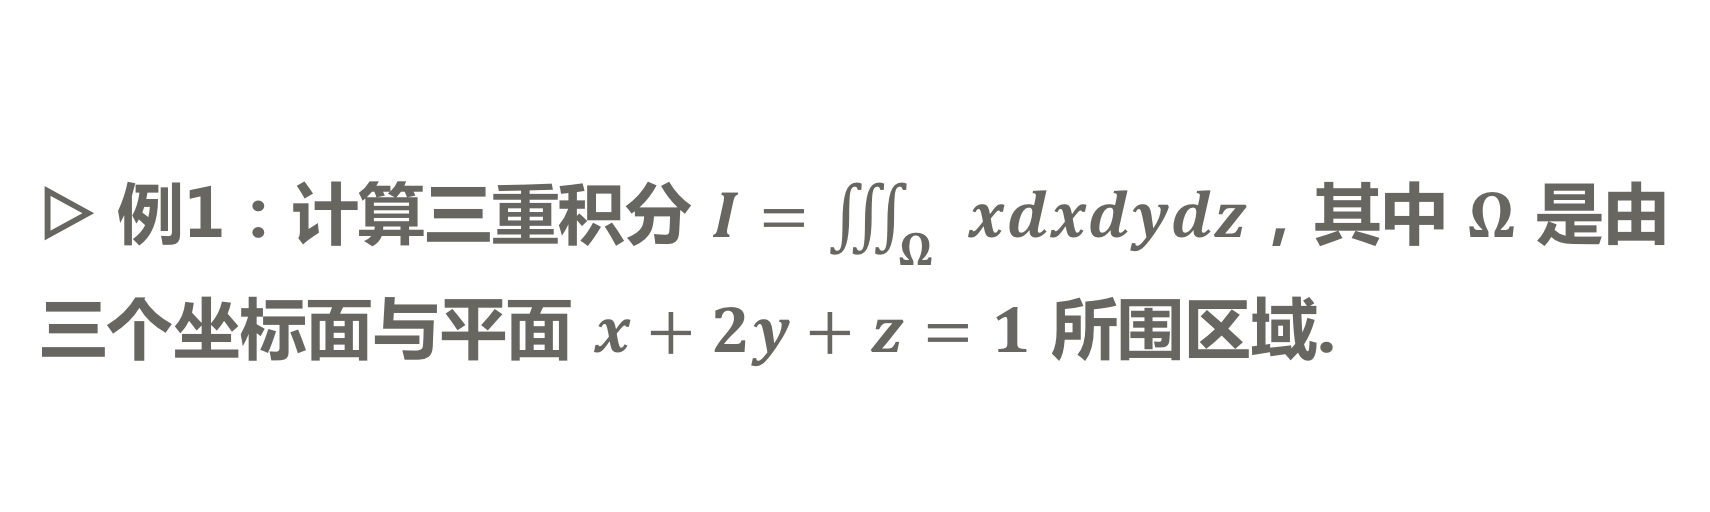 ▷ 例1：计算三重积分 I = ∭_Ω xdxdydz，其中 Ω 是由
三个坐标面与平面 x + 2y + z = 1 所围区域.